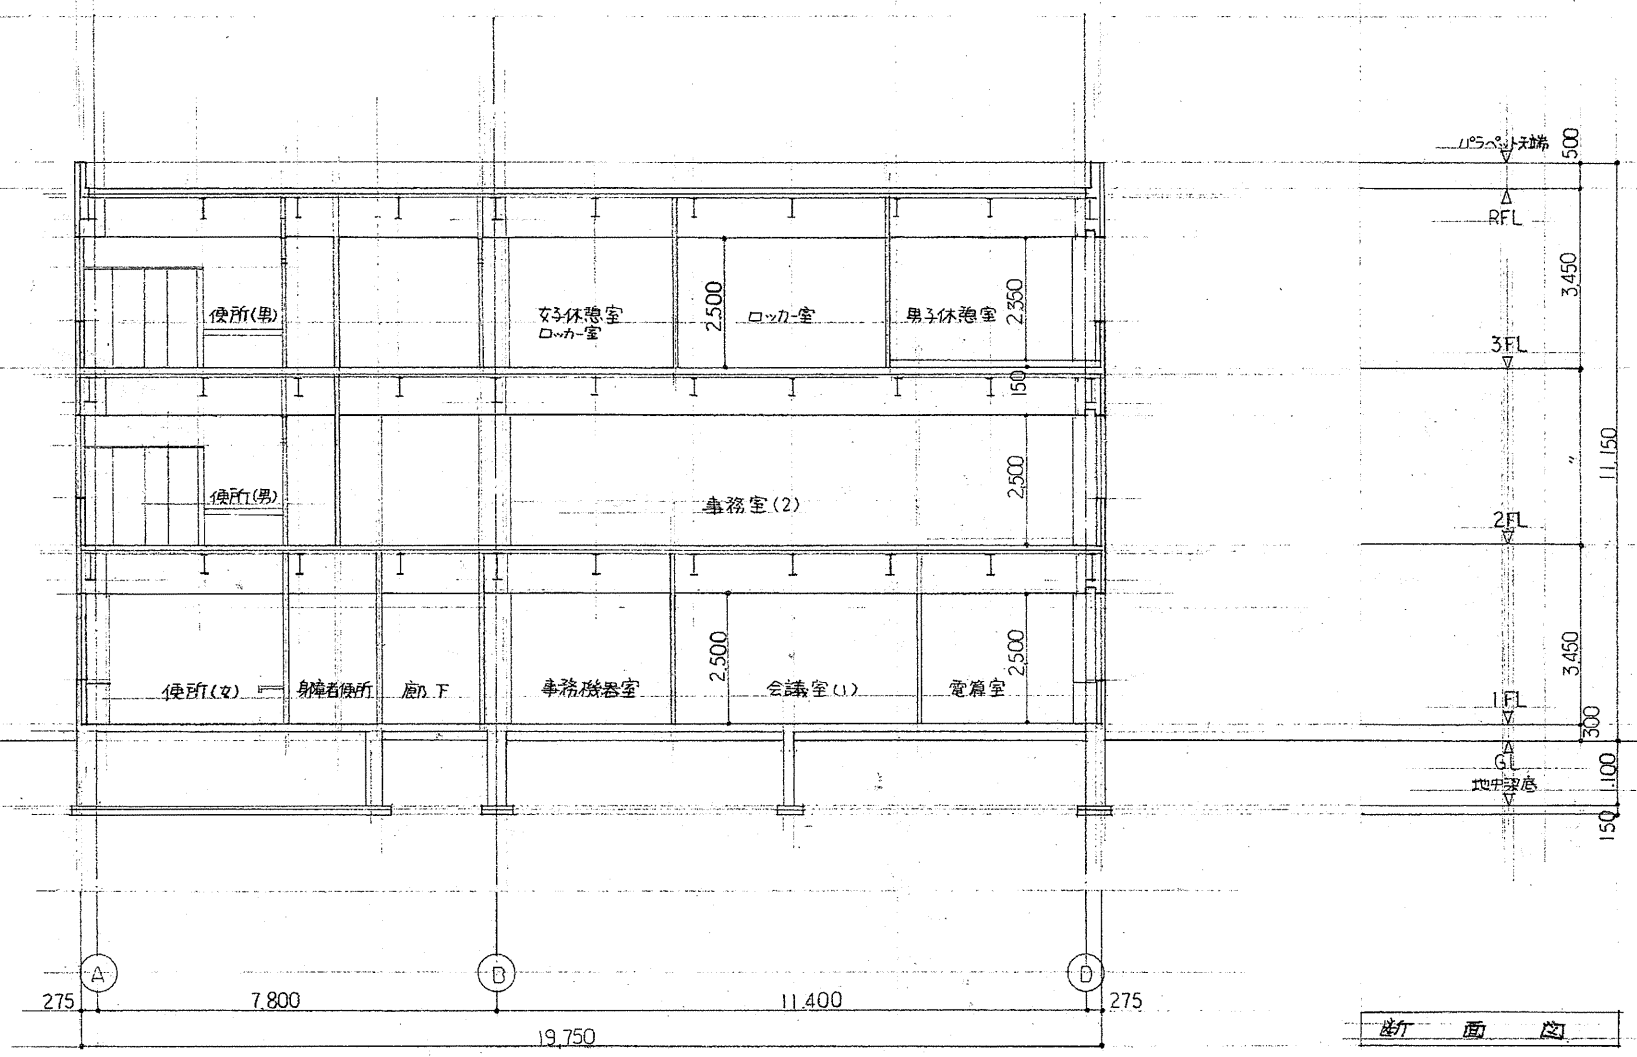 パラペット天端
500
RFL
3,450
便所(男)
女子休憩室
ロッカー室
2,500
ロッカー室
男子休憩室
2,350
3FL
150
11,150
2,500
〃
便所(男)
事務室(2)
2FL
便所(女)
身障者便所
廊下
事務機器室
2,500
会議室(1)
電算室
2,500
3,450
1FL
300
GL
1,100
地中梁底
150
A
B
D
275
7,800
11,400
275
19,750
断面図